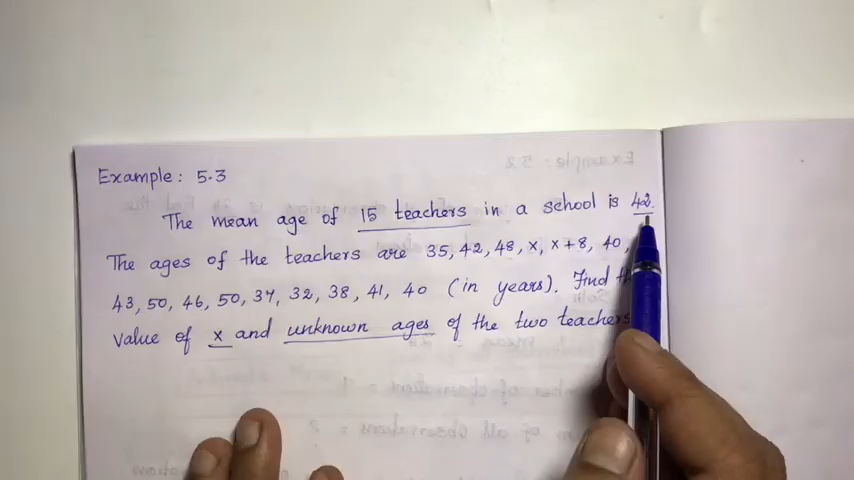 Example: 5.3
The mean age of 15 teachers in a school is 42.
The ages of the teachers are 35, 42, 48, x, x+8, 40,
43, 50, 46, 50, 37, 32, 38, 41, 40 (in years). Find
value of x and unknown ages of the two teachers